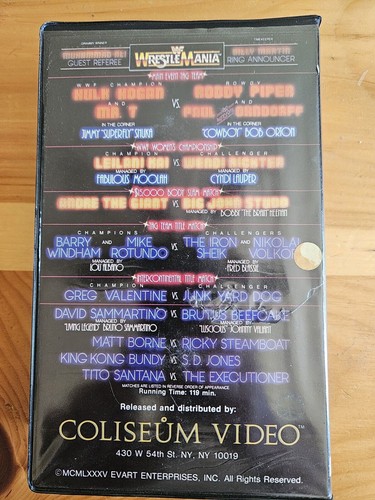 MUHAMMAD ALI
GUEST REFEREE
WRESTLEMANIA
BILLY MARTIN
RING ANNOUNCER
MAIN EVENT TAG TEAM
WWF CHAMPION
HULK HOGAN
AND
MR. T
VS.
ROWDY
RODDY PIPER
AND
PAUL ORNDORFF
IN THE CORNER
JIMMY "SUPERFLY" SNUKA
IN THE CORNER
"COWBOY" BOB ORTON
WWF WOMEN'S CHAMPIONSHIP
CHAMPION
CHALLENGER
VS.
MANAGED BY
FABULOUS MOOLAH
MANAGED BY
CYNDI LAUPER
$15,000 BODY SLAM MATCH
ANDRE THE GIANT VS. BIG JOHN STUDD
MANAGED BY
BOBBY "THE BRAIN" HEENAN
TAG TEAM TITLE MATCH
CHAMPIONS
CHALLENGERS
BARRY WINDHAM AND MIKE ROTUNDO VS. THE IRON SHEIK AND NIKOLAI VOLKOFF
MANAGED BY
LOU ALBANO
MANAGED BY
FRED BLASSIE
INTERCONTINENTAL TITLE MATCH
CHAMPION
CHALLENGER
GREG VALENTINE VS. JUNK YARD DOG
DAVID SAMMARTINO VS. BRUTUS BEEFCAKE
MANAGED BY
"LIVING LEGEND" BRUNO SAMMARTINO
MANAGED BY
"LUSCIOUS" JOHNNY VALIANT
MATT BORNE VS. RICKY STEAMBOAT
KING KONG BUNDY VS. S.D. JONES
TITO SANTANA VS. THE EXECUTIONER
MATCHES ARE LISTED IN REVERSE ORDER OF APPEARANCE
Running Time: 119 min.
Released and distributed by:
COLISEUM VIDEO™
430 W 54th St. NY, NY 10019
©MCMLXXXV EVART ENTERPRISES, INC. All Rights Reserved.